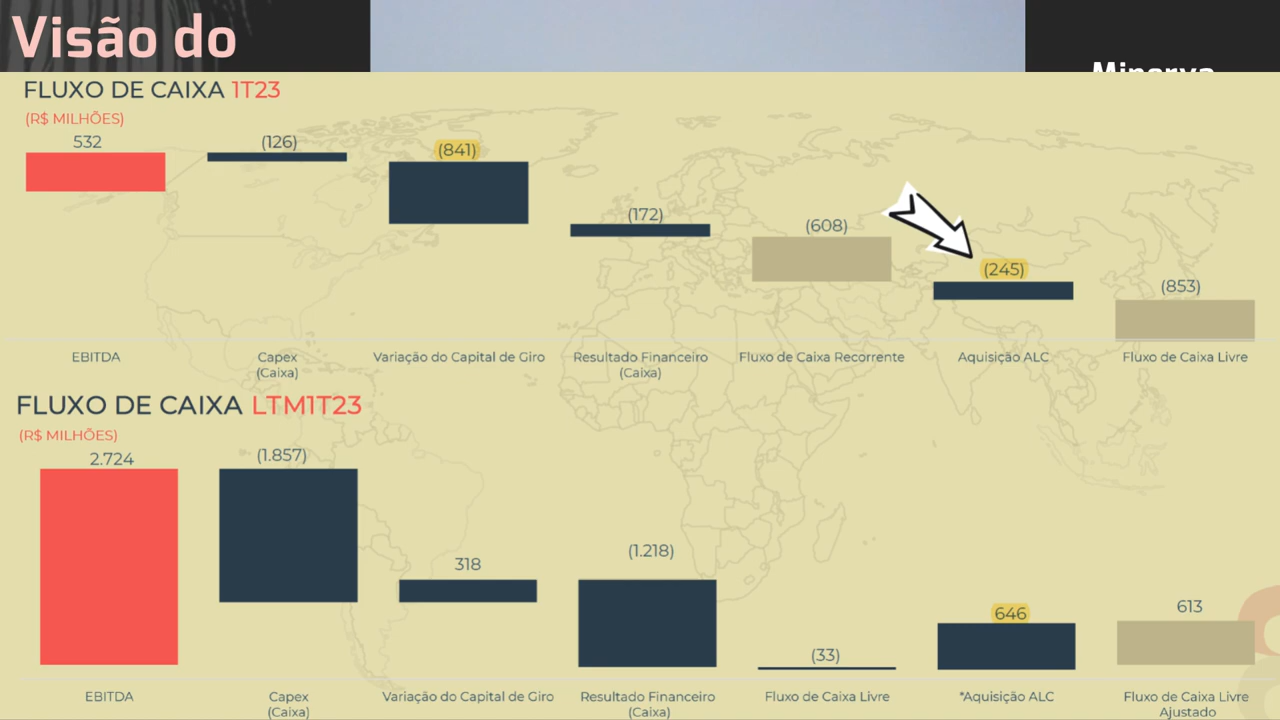 Visão do
Minerva
FLUXO DE CAIXA 1T23
(R$ MILHÕES)
532
(126)
(841)
(172)
(608)
(245)
(853)
EBITDA
Capex
(Caixa)
Variação do Capital de Giro
Resultado Financeiro
(Caixa)
Fluxo de Caixa Recorrente
Aquisição ALC
Fluxo de Caixa Livre
FLUXO DE CAIXA LTM1T23
(R$ MILHÕES)
2.724
(1.857)
318
(1.218)
(33)
646
613
EBITDA
Capex
(Caixa)
Variação do Capital de Giro
Resultado Financeiro
(Caixa)
Fluxo de Caixa Livre
*Aquisição ALC
Fluxo de Caixa Livre
Ajustado